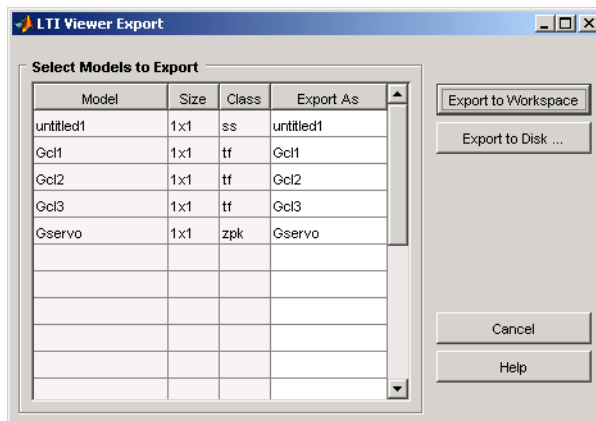 LTI Viewer Export
Select Models to Export
Model Size Class Export As
untitled1 1x1 ss untitled1
Gcl1 1x1 tf Gcl1
Gcl2 1x1 tf Gcl2
Gcl3 1x1 tf Gcl3
Gservo 1x1 zpk Gservo
Export to Workspace
Export to Disk ...
Cancel
Help